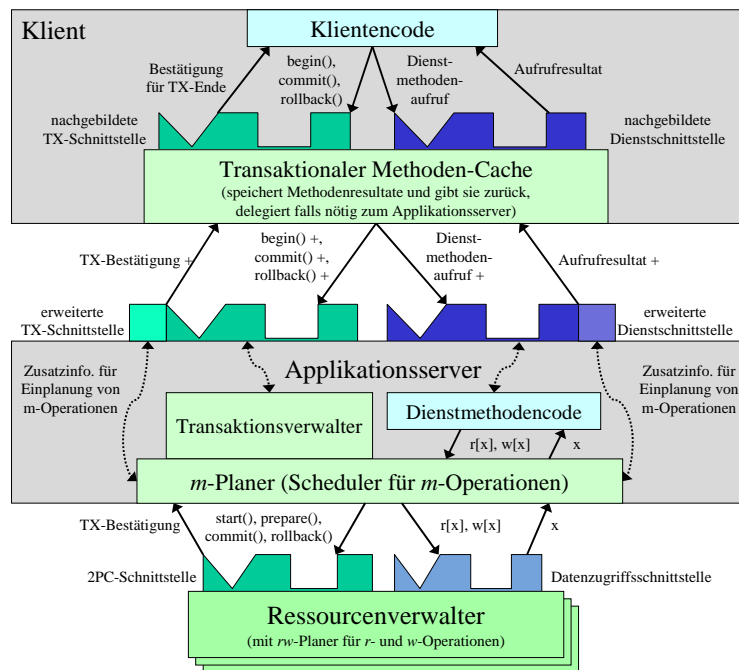 Klient
Klientencode
Bestätigung
für TX-Ende
begin(),
commit(),
rollback()
Dienst-
methoden-
aufruf
Aufrufresultat
nachgebildete
TX-Schnittstelle
nachgebildete
Dienstschnittstelle
Transaktionaler Methoden-Cache
(speichert Methodenresultate und gibt sie zurück,
delegiert falls nötig zum Applikationsserver)
TX-Bestätigung +
begin() +,
commit() +,
rollback() +
Dienst-
methoden-
aufruf +
Aufrufresultat +
erweiterte
TX-Schnittstelle
erweiterte
Dienstschnittstelle
Applikationsserver
Zusatzinfo. für
Einplanung von
m-Operationen
Zusatzinfo. für
Einplanung von
m-Operationen
Transaktionsverwalter
Dienstmethodencode
r[x], w[x]
x
m-Planer (Scheduler für m-Operationen)
TX-Bestätigung
start(), prepare(),
commit(), rollback()
r[x], w[x]
x
2PC-Schnittstelle
Datenzugriffsschnittstelle
Ressourcenverwalter
(mit rw-Planer für r- und w-Operationen)